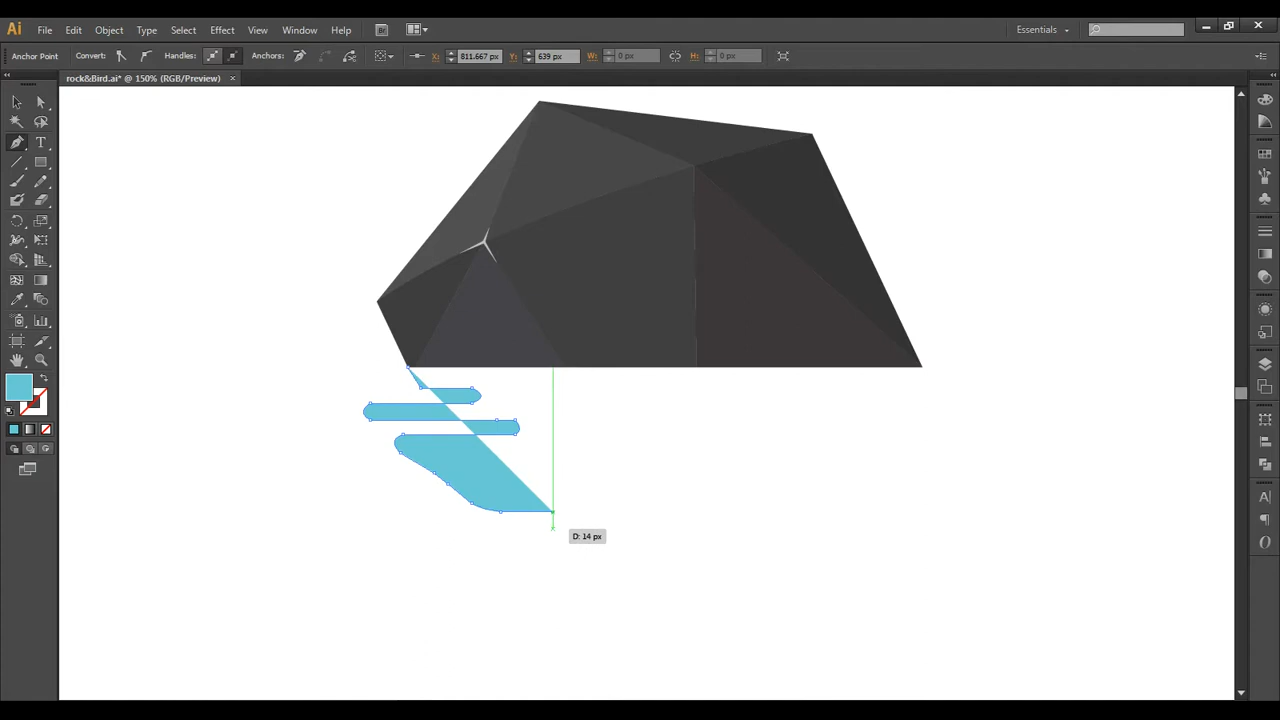 Ai File Edit Object Type Select Effect View Window Help Essentials
Anchor Point Convert: Handles: Anchors: X: 811.667 px Y: 639 px W: 0 px H: 0 px
rock&Bird.ai* @ 150% (RGB/Preview)
D: 14 px